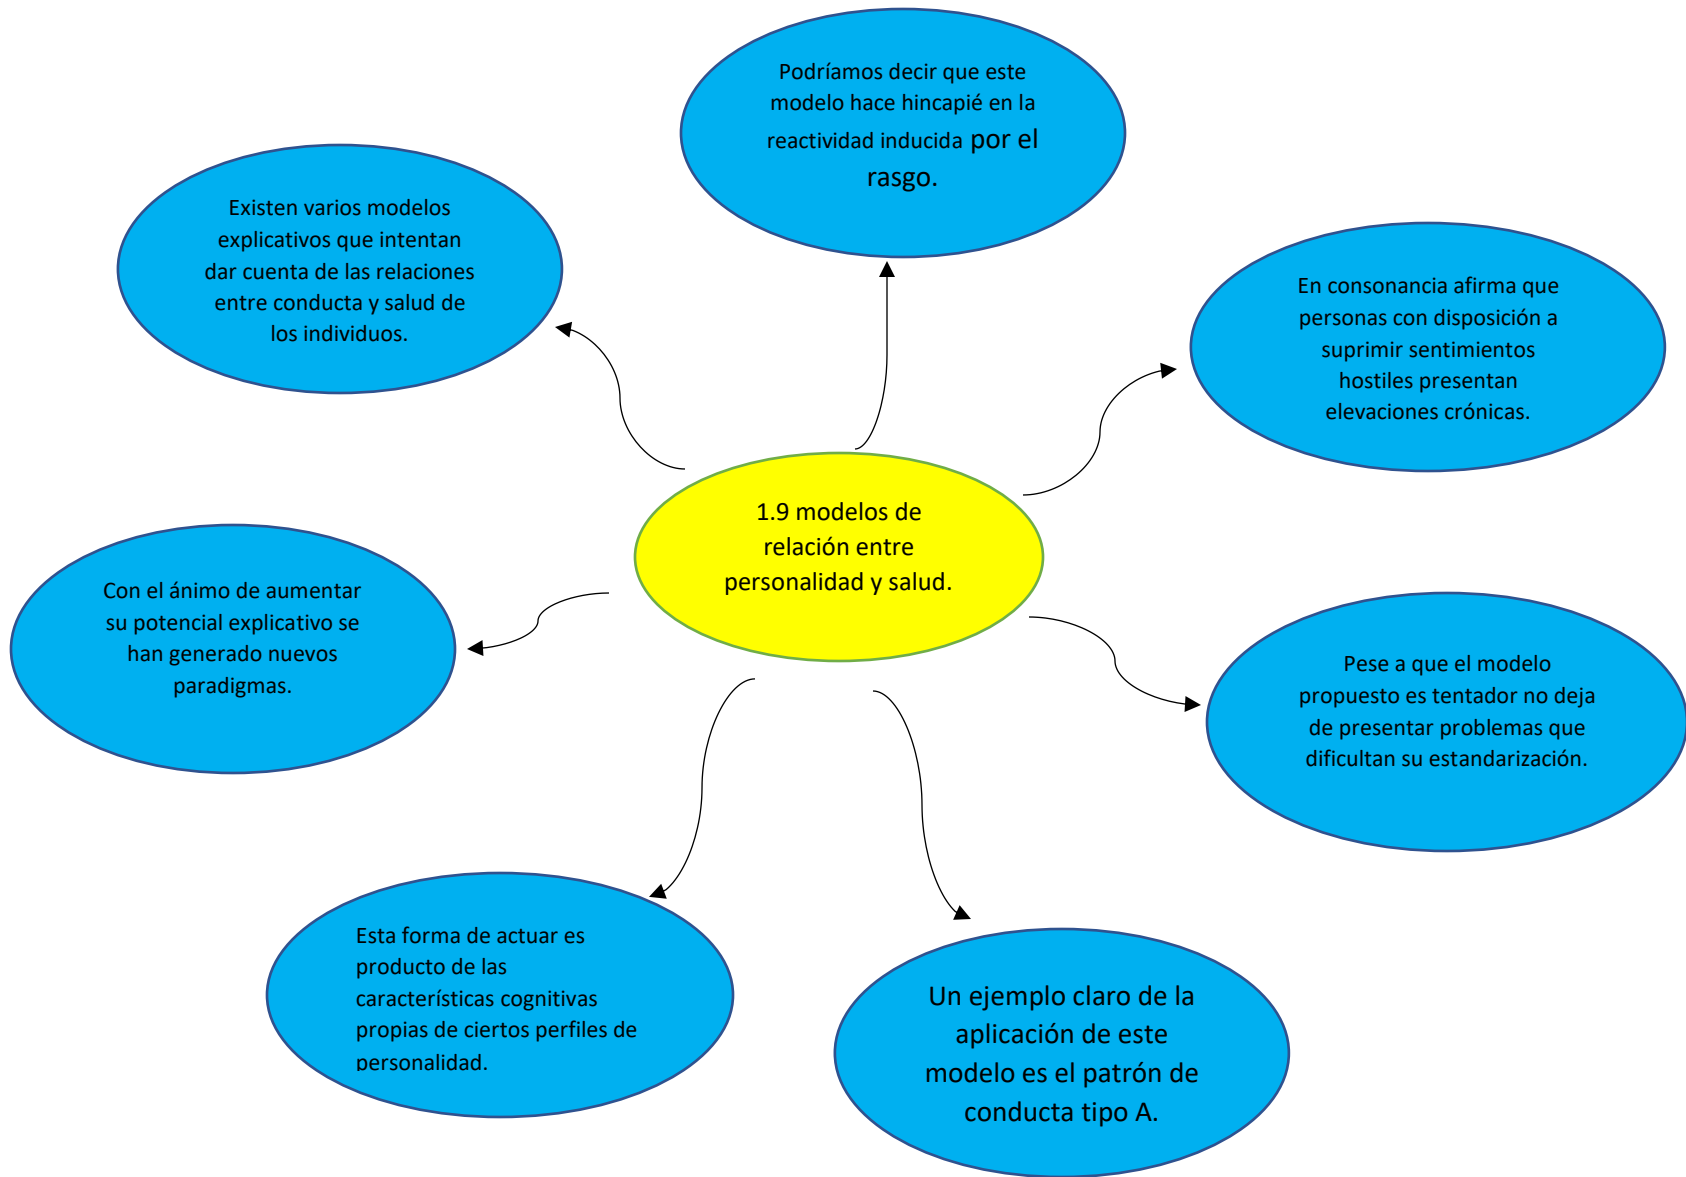 Podríamos decir que este
modelo hace hincapié en la
reactividad inducida por el
rasgo.
Existen varios modelos
explicativos que intentan
dar cuenta de las relaciones
entre conducta y salud de
los individuos.
En consonancia afirma que
personas con disposición a
suprimir sentimientos
hostiles presentan
elevaciones crónicas.
1.9 modelos de
relación entre
personalidad y salud.
Con el ánimo de aumentar
su potencial explicativo se
han generado nuevos
paradigmas.
Pese a que el modelo
propuesto es tentador no deja
de presentar problemas que
dificultan su estandarización.
Esta forma de actuar es
producto de las
características cognitivas
propias de ciertos perfiles de
personalidad.
Un ejemplo claro de la
aplicación de este
modelo es el patrón de
conducta tipo A.